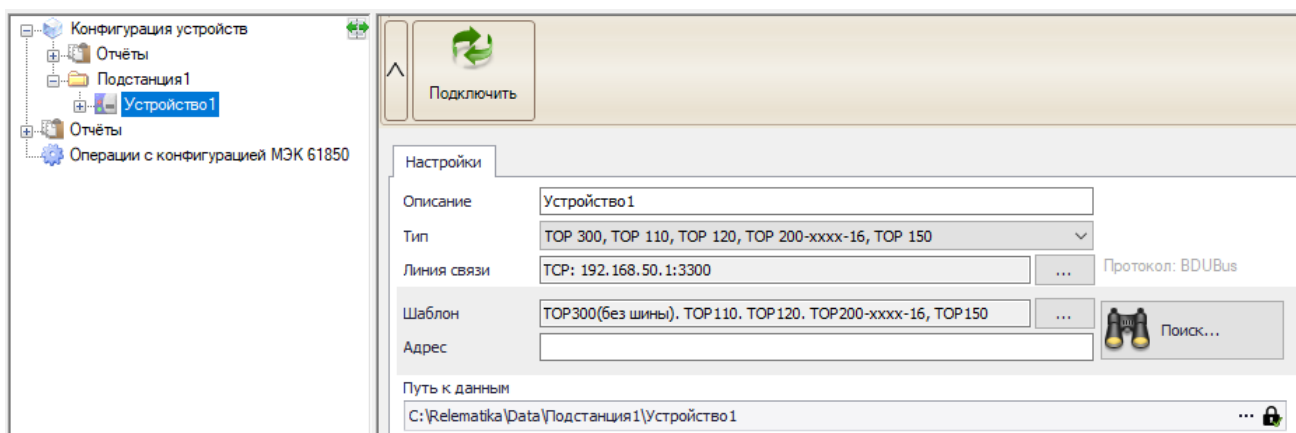 Конфигурация устройств
Отчёты
Подстанция1
Устройство1
Отчёты
Операции с конфигурацией МЭК 61850
Подключить
Настройки
Описание
Устройство1
Тип
ТОР 300, ТОР 110, ТОР 120, ТОР 200-xxxx-16, ТОР 150
Линия связи
TCP: 192.168.50.1:3300
...
Протокол: BDUBus
Шаблон
ТОР300(без шины). ТОР110. ТОР120. ТОР200-xxxx-16, ТОР150
...
Поиск...
Адрес
Путь к данным
C:\Relematika\Data\Подстанция1\Устройство1
...